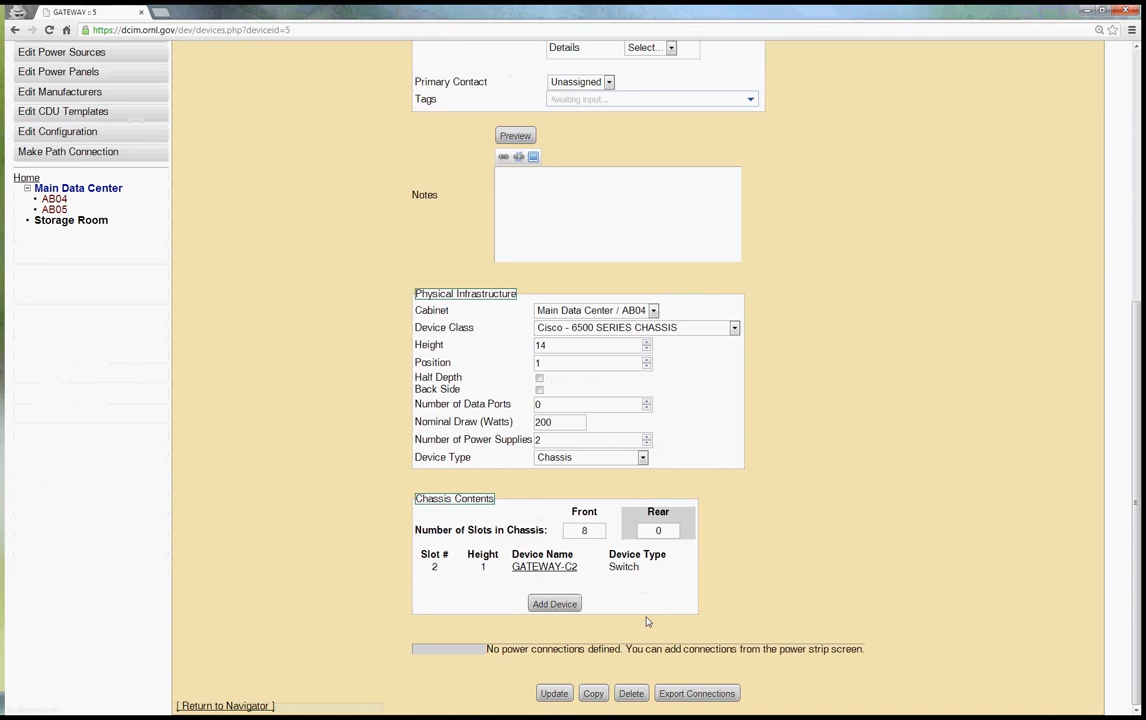 GATEWAY :: 5
https://dcim.ornl.gov/dev/devices.php?deviceid=5
Edit Power Sources
Edit Power Panels
Edit Manufacturers
Edit CDU Templates
Edit Configuration
Make Path Connection
Home
Main Data Center
AB04
AB05
Storage Room
Details Select...
Primary Contact Unassigned
Tags Awaiting input...
Preview
Notes
Physical Infrastructure
Cabinet Main Data Center / AB04
Device Class Cisco - 6500 SERIES CHASSIS
Height 14
Position 1
Half Depth
Back Side
Number of Data Ports 0
Nominal Draw (Watts) 200
Number of Power Supplies 2
Device Type Chassis
Chassis Contents
Front Rear
Number of Slots in Chassis: 8 0
Slot # Height Device Name Device Type
2 1 GATEWAY-C2 Switch
Add Device
No power connections defined. You can add connections from the power strip screen.
Update Copy Delete Export Connections
[ Return to Navigator ]